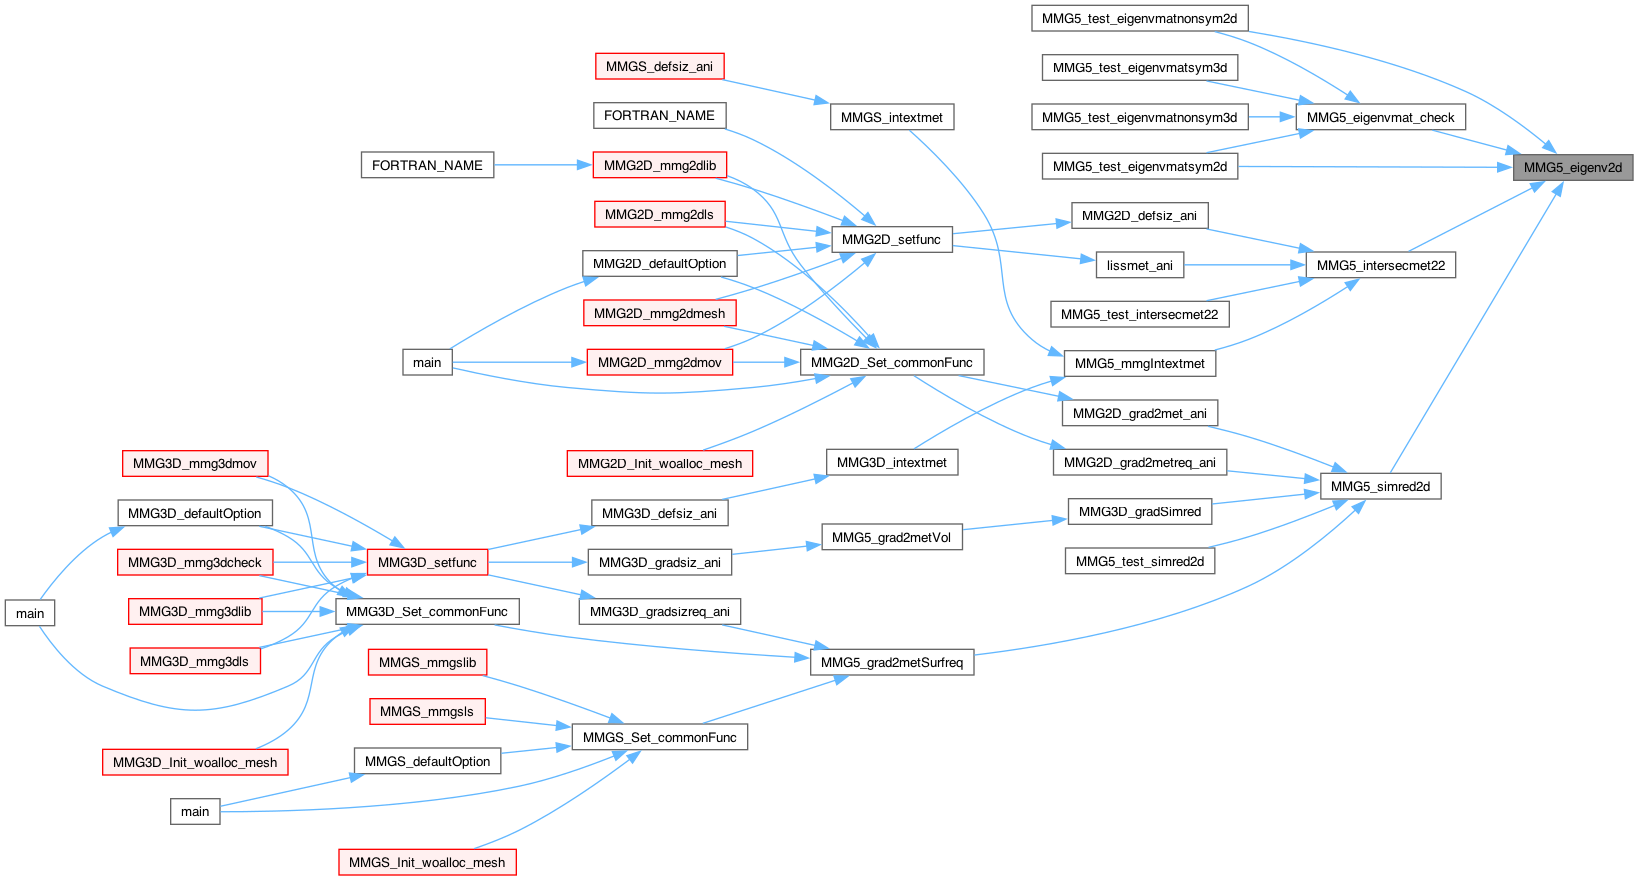 MMG5_test_eigenvmatnonsym2d
MMGS_defsiz_ani
MMG5_test_eigenvmatsym3d
FORTRAN_NAME
MMGS_intextmet
MMG5_test_eigenvmatnonsym3d
MMG5_eigenvmat_check
FORTRAN_NAME
MMG2D_mmg2dlib
MMG5_test_eigenvmatsym2d
MMG5_eigenv2d
MMG2D_mmg2dls
MMG2D_defsiz_ani
MMG2D_setfunc
MMG2D_defaultOption
lissmet_ani
MMG5_intersecmet22
MMG2D_mmg2dmesh
MMG5_test_intersecmet22
main
MMG2D_mmg2dmov
MMG2D_Set_commonFunc
MMG5_mmgIntextmet
MMG2D_grad2met_ani
MMG3D_mmg3dmov
MMG2D_Init_woalloc_mesh
MMG3D_intextmet
MMG2D_grad2metreq_ani
MMG5_simred2d
MMG3D_defaultOption
MMG3D_defsiz_ani
MMG3D_gradSimred
MMG5_grad2metVol
MMG3D_mmg3dcheck
MMG3D_setfunc
MMG3D_gradsiz_ani
MMG5_test_simred2d
main
MMG3D_mmg3dlib
MMG3D_Set_commonFunc
MMG3D_gradsizreq_ani
MMG3D_mmg3dls
MMGS_mmgslib
MMG5_grad2metSurfreq
MMGS_mmgsls
MMGS_Set_commonFunc
MMG3D_Init_woalloc_mesh
MMGS_defaultOption
main
MMGS_Init_woalloc_mesh